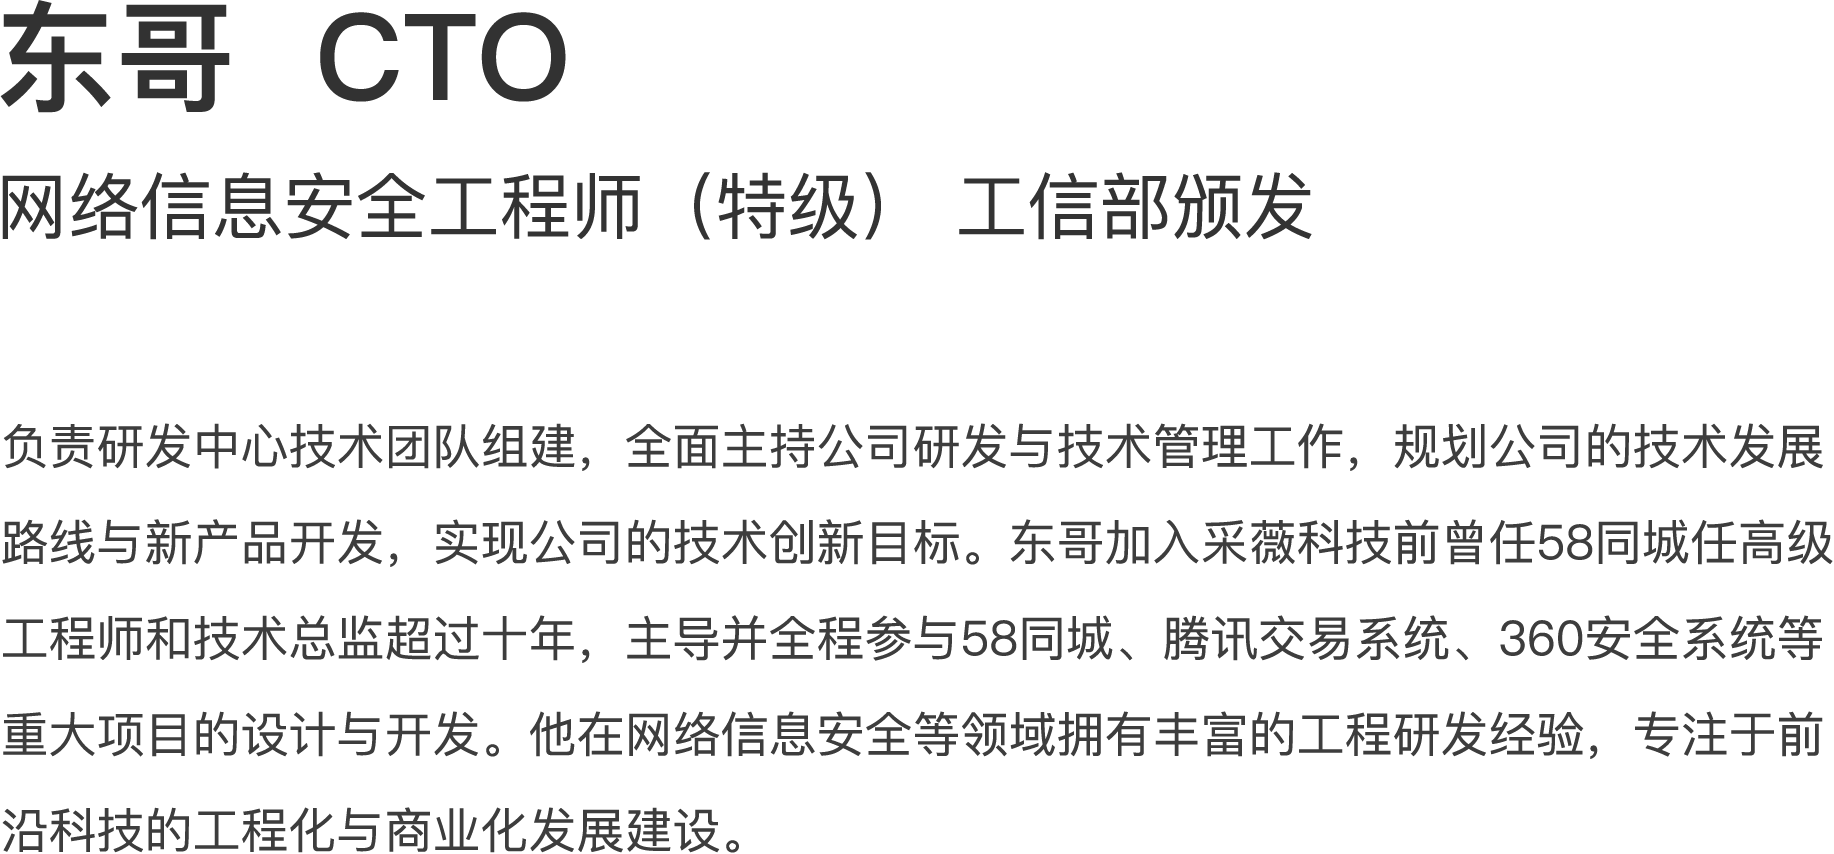 东哥 CTO
网络信息安全工程师（特级） 工信部颁发
负责研发中心技术团队组建，全面主持公司研发与技术管理工作，规划公司的技术发展
路线与新产品开发，实现公司的技术创新目标。东哥加入采薇科技前曾任58同城任高级
工程师和技术总监超过十年，主导并全程参与58同城、腾讯交易系统、360安全系统等
重大项目的设计与开发。他在网络信息安全等领域拥有丰富的工程研发经验，专注于前
沿科技的工程化与商业化发展建设。